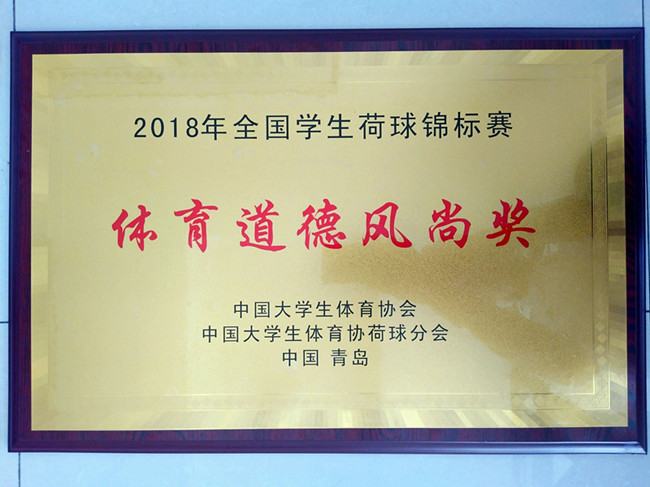 2018年全国学生荷球锦标赛
体育道德风尚奖
中国大学生体育协会
中国大学生体育协荷球分会
中国 青岛